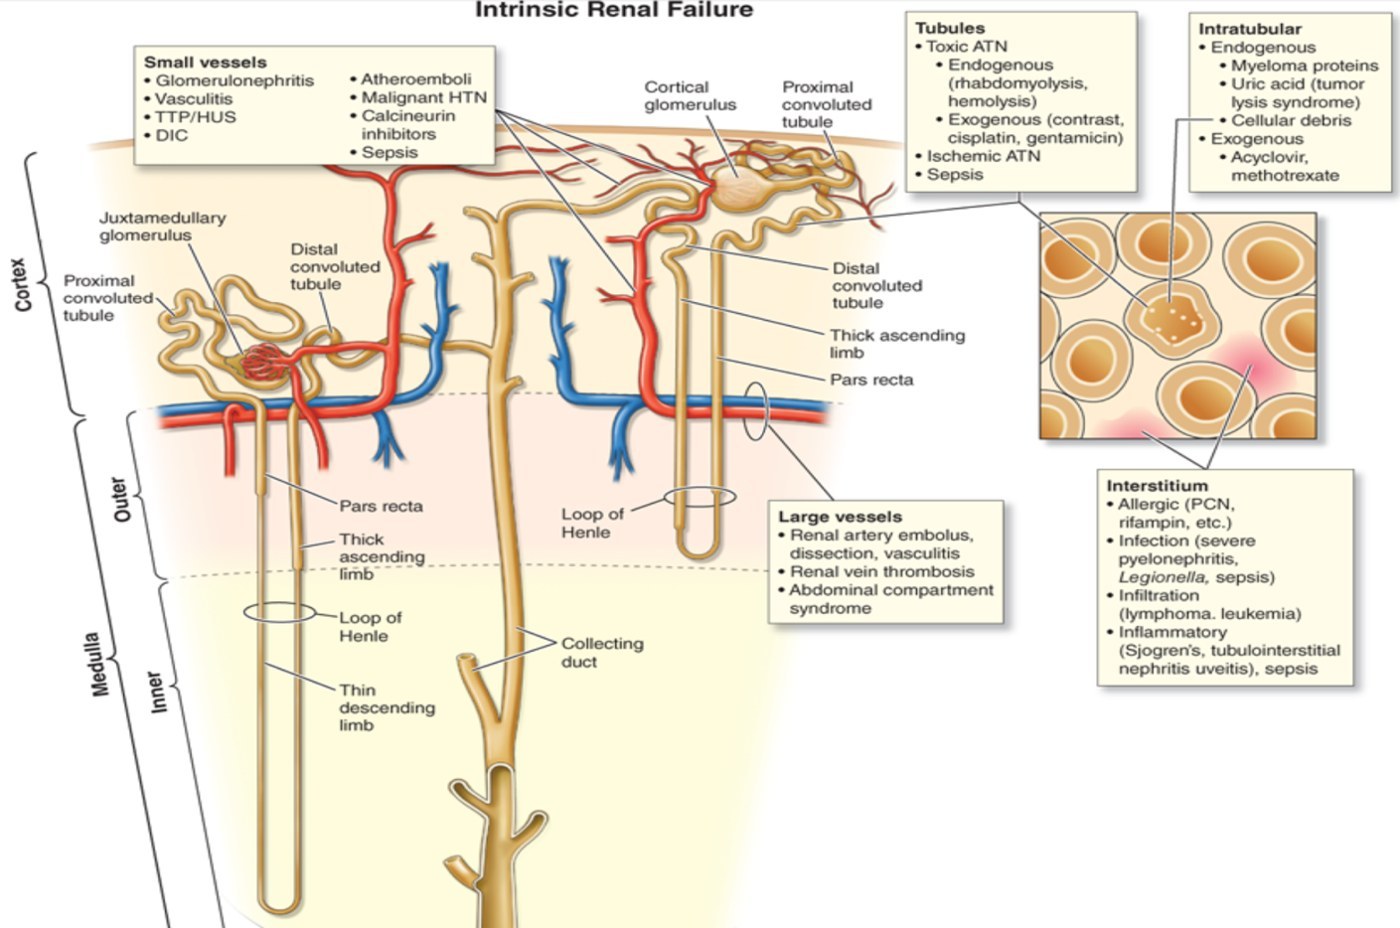 Intrinsic Renal Failure
Small vessels
• Glomerulonephritis
• Vasculitis
• TTP/HUS
• DIC
• Atheroemboli
• Malignant HTN
• Calcineurin
inhibitors
• Sepsis
Cortical
glomerulus
Proximal
convoluted
tubule
Tubules
• Toxic ATN
• Endogenous
(rhabdomyolysis,
hemolysis)
• Exogenous (contrast,
cisplatin, gentamicin)
• Ischemic ATN
• Sepsis
Intratubular
• Endogenous
• Myeloma proteins
• Uric acid (tumor
lysis syndrome)
• Cellular debris
• Exogenous
• Acyclovir,
methotrexate
Juxtamedullary
glomerulus
Distal
convoluted
tubule
Proximal
convoluted
tubule
Cortex
Distal
convoluted
tubule
Thick ascending
limb
Pars recta
Medulla
Outer
Pars recta
Thick
ascending
limb
Loop of
Henle
Large vessels
• Renal artery embolus,
dissection, vasculitis
• Renal vein thrombosis
• Abdominal compartment
syndrome
Interstitium
• Allergic (PCN,
rifampin, etc.)
• Infection (severe
pyelonephritis,
Legionella, sepsis)
• Infiltration
(lymphoma. leukemia)
• Inflammatory
(Sjogren's, tubulointerstitial
nephritis uveitis), sepsis
Inner
Loop of
Henle
Collecting
duct
Thin
descending
limb